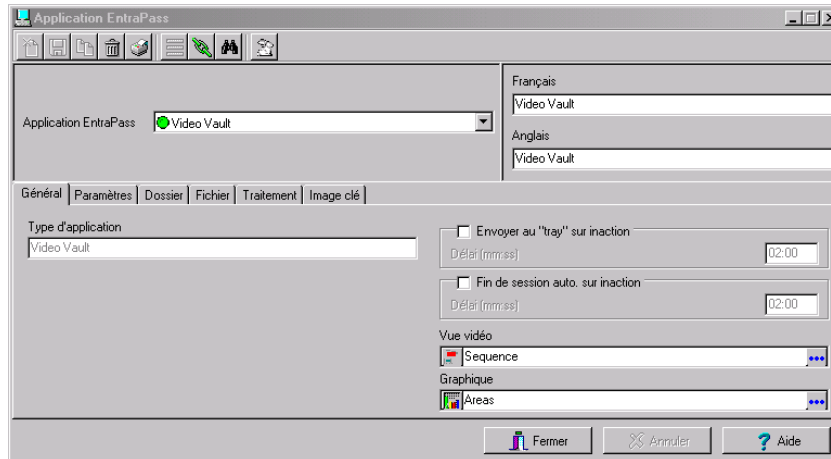 Application EntraPass
Français
Video Vault
Application EntraPass Video Vault
Anglais
Video Vault
Général Paramètres Dossier Fichier Traitement Image clé
Type d'application
Video Vault
Envoyer au "tray" sur inaction
Délai (mm:ss) 02:00
Fin de session auto. sur inaction
Délai (mm:ss) 02:00
Vue vidéo
Sequence
Graphique
Areas
Fermer Annuler Aide